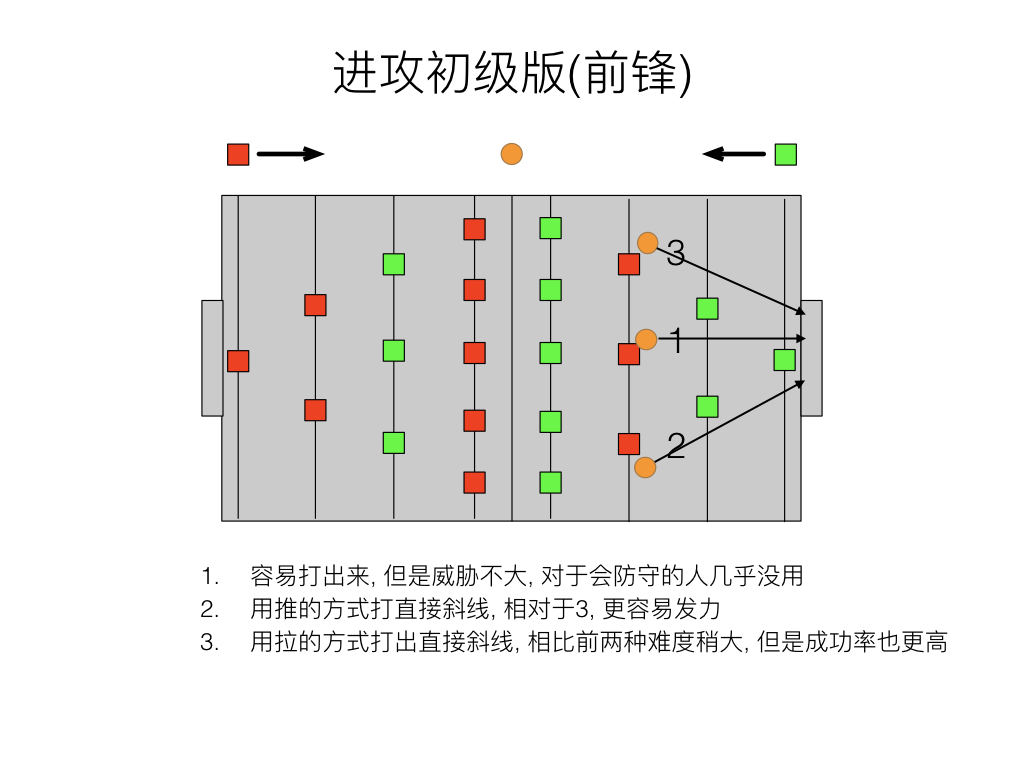 进攻初级版(前锋)
3
1
2
1. 容易打出来, 但是威胁不大, 对于会防守的人几乎没用
2. 用推的方式打直接斜线, 相对于3, 更容易发力
3. 用拉的方式打出直接斜线, 相比前两种难度稍大, 但是成功率也更高